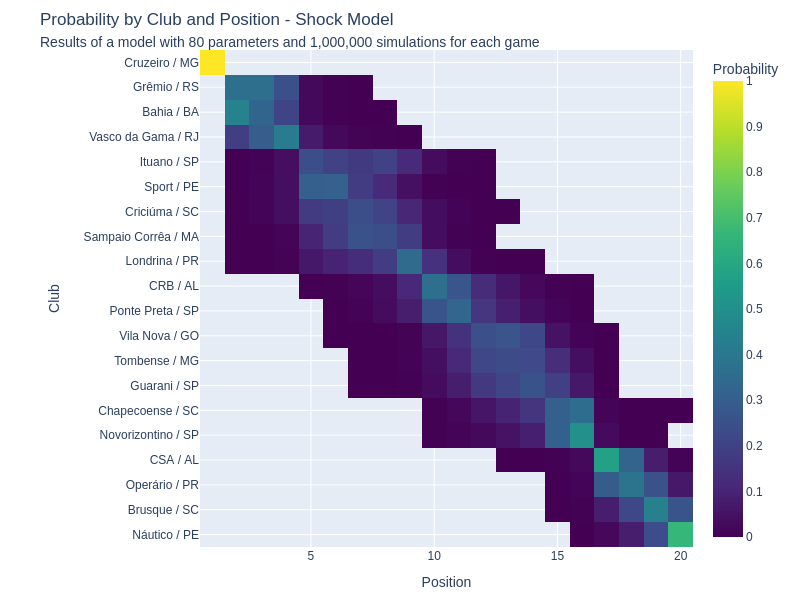 Probability by Club and Position - Shock Model
Results of a model with 80 parameters and 1,000,000 simulations for each game
Probability
Cruzeiro / MG
Grêmio / RS
Bahia / BA
Vasco da Gama / RJ
Ituano / SP
Sport / PE
Criciúma / SC
Sampaio Corrêa / MA
Londrina / PR
CRB / AL
Ponte Preta / SP
Vila Nova / GO
Tombense / MG
Guarani / SP
Chapecoense / SC
Novorizontino / SP
CSA / AL
Operário / PR
Brusque / SC
Náutico / PE
Club
5
10
15
20
Position
1
0.9
0.8
0.7
0.6
0.5
0.4
0.3
0.2
0.1
0